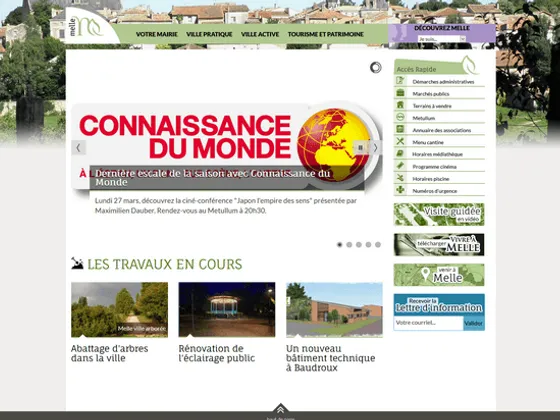 melle
VOTRE MAIRIE VILLE PRATIQUE VILLE ACTIVE TOURISME ET PATRIMOINE
DÉCOUVREZ MELLE
Je suis...
CONNAISSANCE
DU MONDE
Dernière escale de la saison avec Connaissance du
Monde
Lundi 27 mars, découvrez la ciné-conférence "Japon l'empire des sens" présentée par
Maximilien Dauber. Rendez-vous au Metullum à 20h30.
LES TRAVAUX EN COURS
Melle ville arborée
Abattage d'arbres
dans la ville
Rénovation de
l'éclairage public
Un nouveau
bâtiment technique
à Baudroux
Accès Rapide
Démarches administratives
Marchés publics
Terrains à vendre
Metullum
Annuaire des associations
Menu cantine
Horaires médiathèque
Programme cinéma
Horaires piscine
Numéros d'urgence
Visite guidée
en vidéo
télécharger VIVRE À
MELLE
venir à
Melle
Recevoir la
Lettre d'information
Votre courriel... Valider